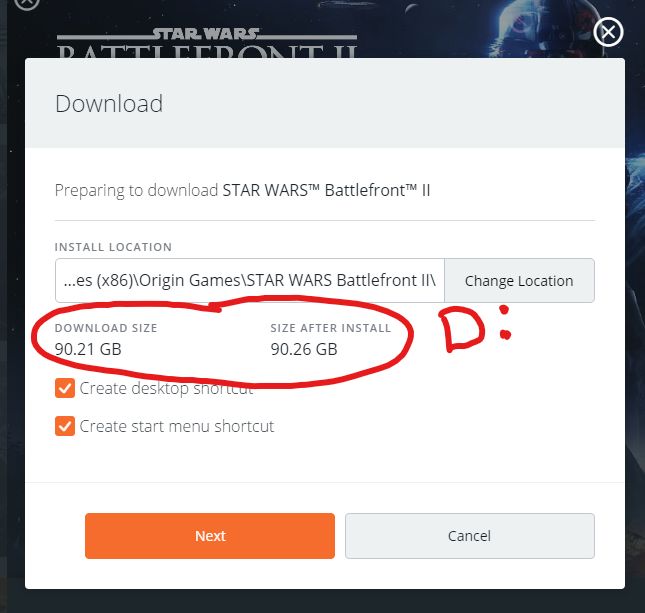 STAR WARS
BATTLEFRONT II
Download
Preparing to download STAR WARS™ Battlefront™ II
INSTALL LOCATION
...es (x86)\Origin Games\STAR WARS Battlefront II\
Change Location
D:
DOWNLOAD SIZE
SIZE AFTER INSTALL
90.21 GB
90.26 GB
Create desktop shortcut
Create start menu shortcut
Next
Cancel